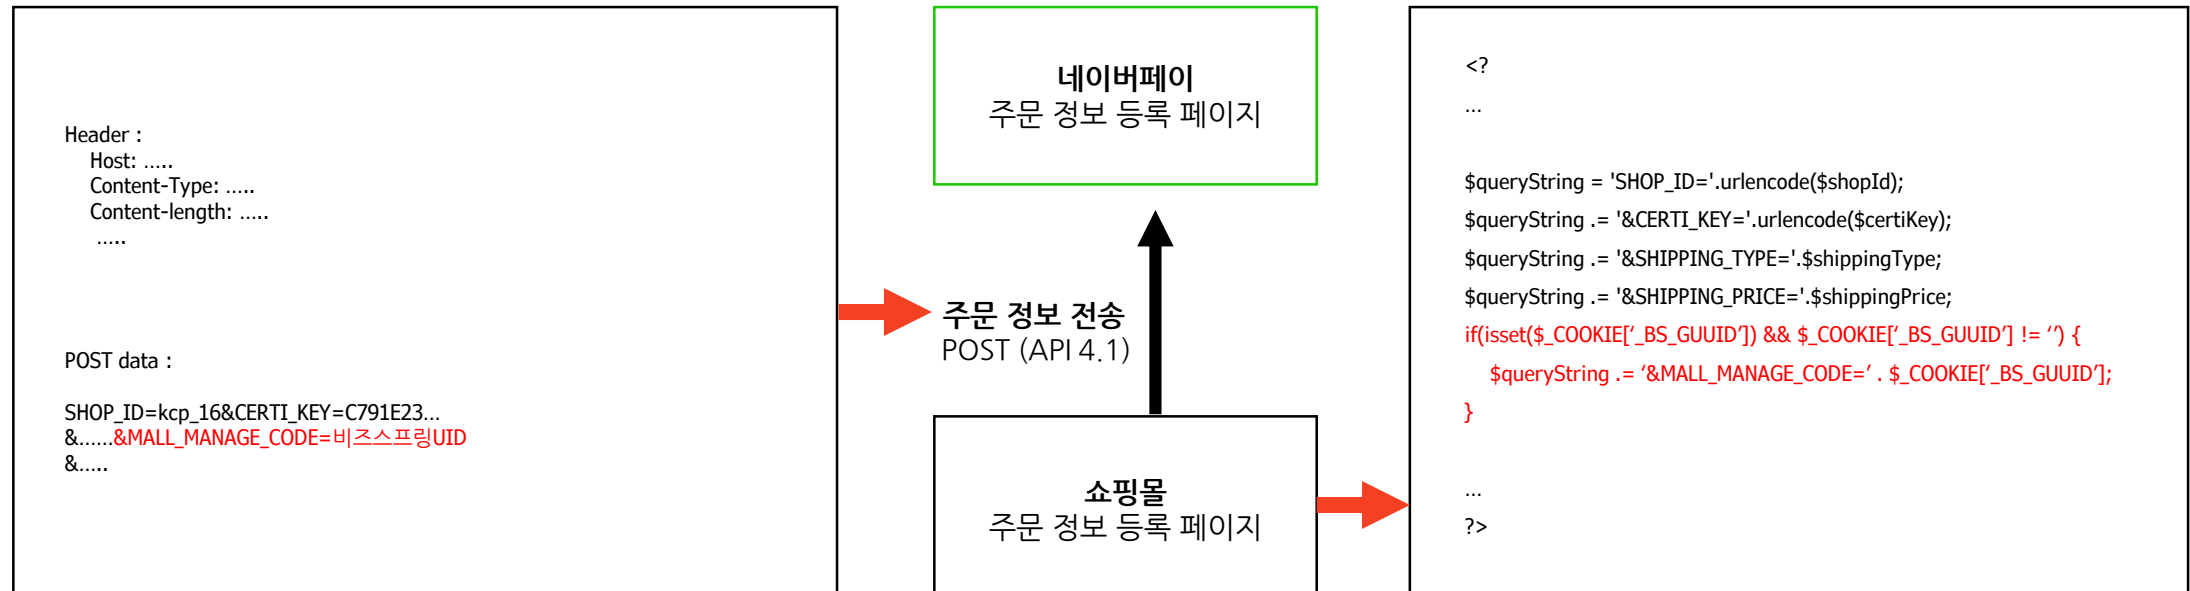 Header :
Host: .....
Content-Type: .....
Content-length: .....
.....
POST data :
SHOP_ID=kcp_16&CERTI_KEY=C791E23...
&......&MALL_MANAGE_CODE=비즈스프링UID
&.....
네이버페이
주문 정보 등록 페이지
주문 정보 전송
POST (API 4.1)
쇼핑몰
주문 정보 등록 페이지
<?
...
$queryString = 'SHOP_ID='.urlencode($shopId);
$queryString .= '&CERTI_KEY='.urlencode($certiKey);
$queryString .= '&SHIPPING_TYPE='.$shippingType;
$queryString .= '&SHIPPING_PRICE='.$shippingPrice;
if(isset($_COOKIE[‘_BS_GUUID’]) && $_COOKIE[‘_BS_GUUID’] != ‘’) {
$queryString .= ‘&MALL_MANAGE_CODE=’ . $_COOKIE[‘_BS_GUUID’];
}
...
?>